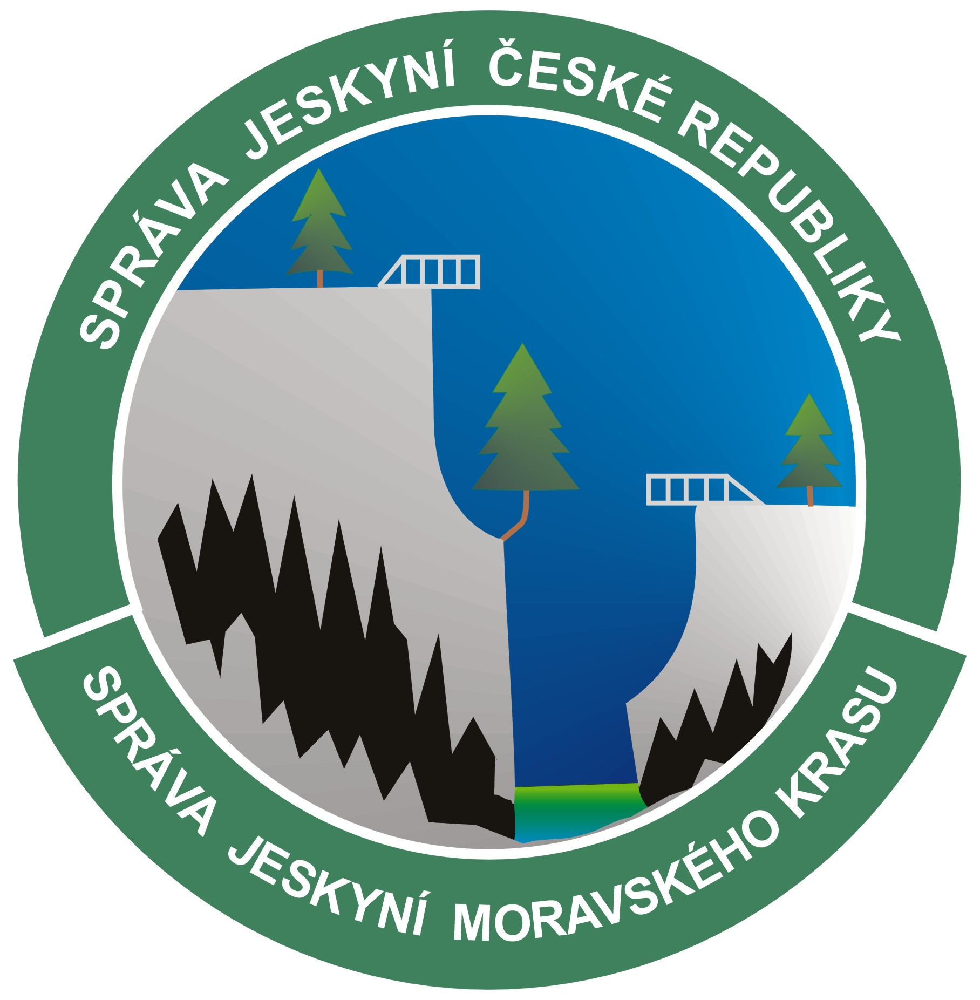 SPRÁVA JESKYNÍ ČESKÉ REPUBLIKY
SPRÁVA JESKYNÍ MORAVSKÉHO KRASU